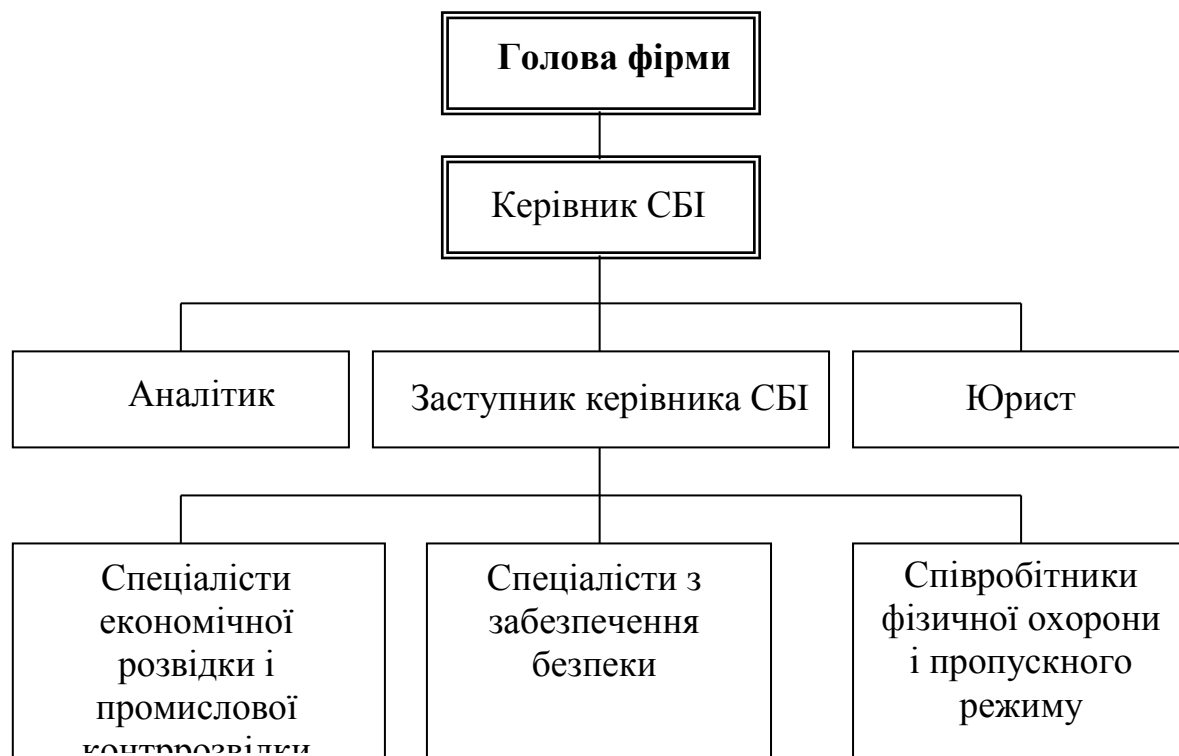 Голова фірми
Керівник СБІ
Аналітик
Заступник керівника СБІ
Юрист
Спеціалісти
економічної
розвідки і
промислової
контррозвідки
Спеціалісти з
забезпечення
безпеки
Співробітники
фізичної охорони
і пропускного
режиму